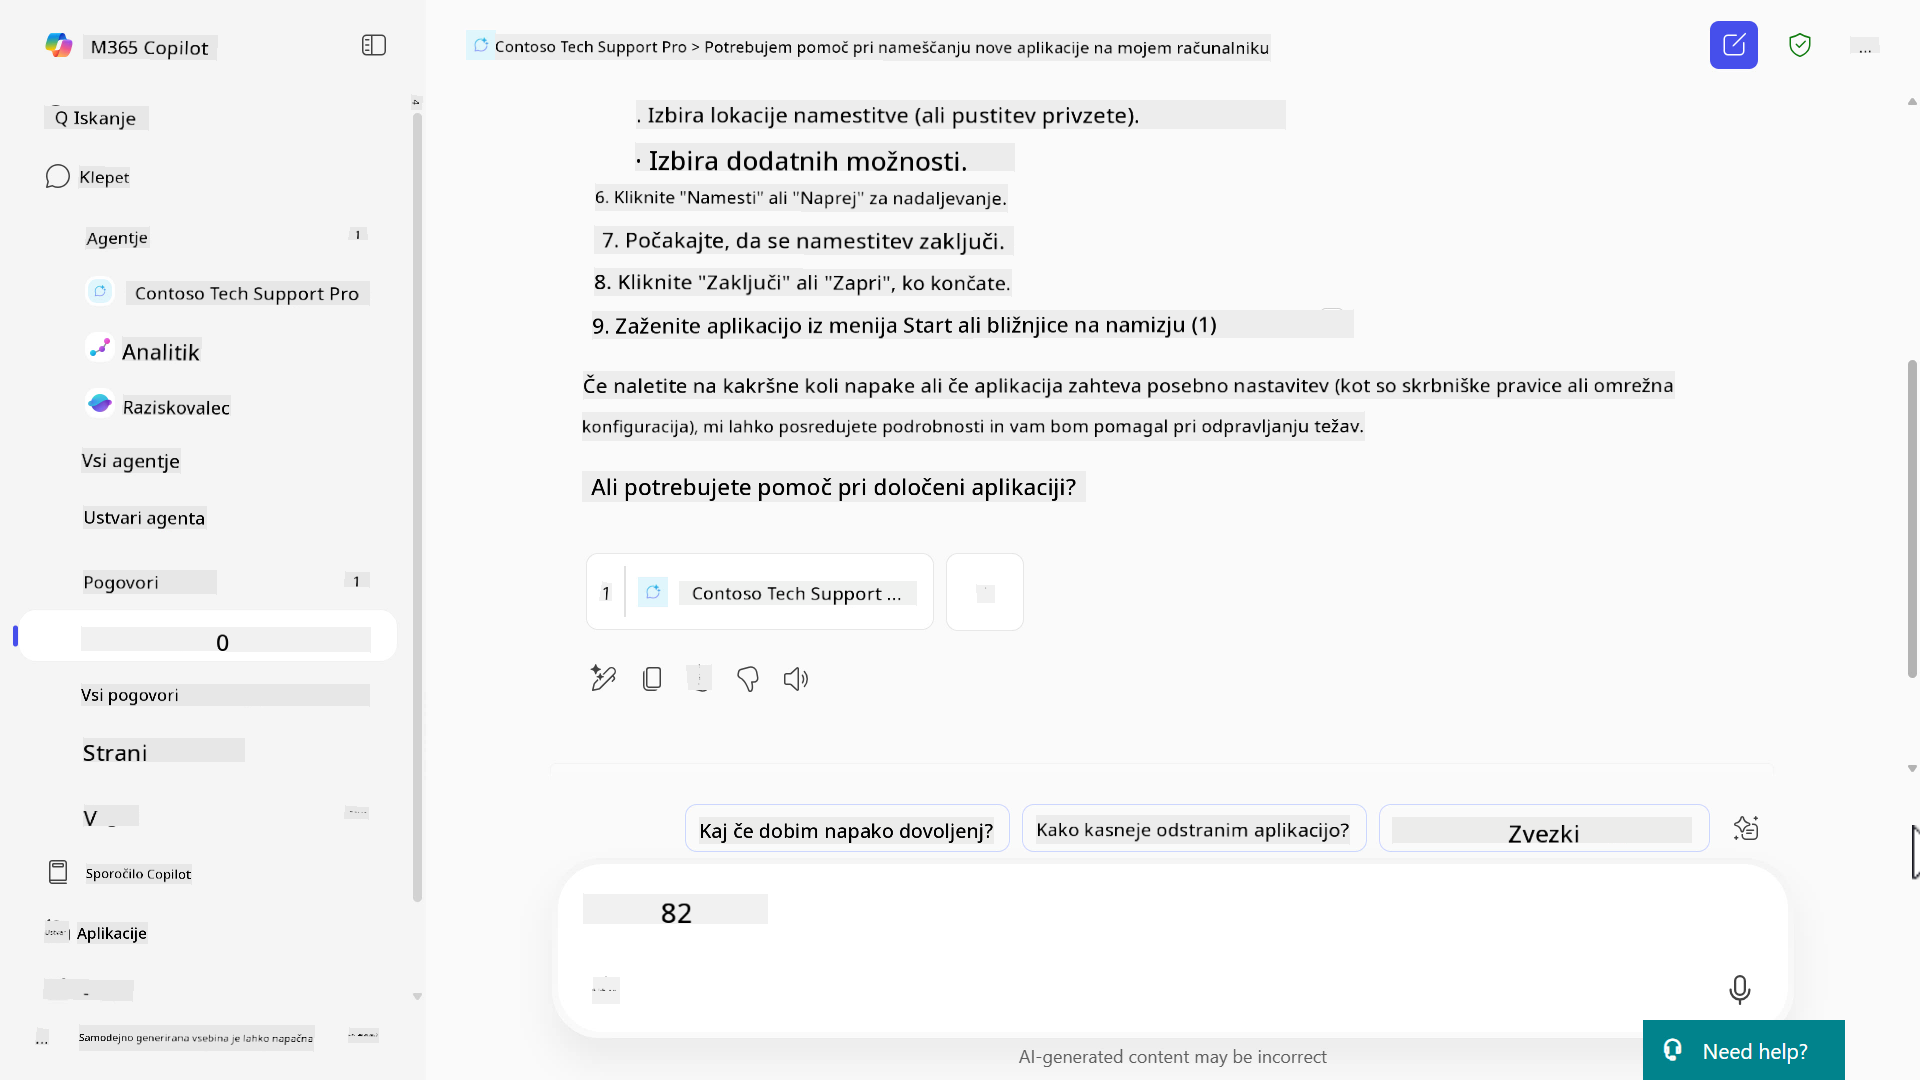 M365 Copilot
Q Iskanje
Klepet
Agentje
1
Contoso Tech Support Pro
Analitik
Raziskovalec
Vsi agentje
Ustvari agenta
Pogovori
1
0
Vsi pogovori
Strani
V
Sporočilo Copilot
Aplikacije
...
Samodejno generirana vsebina je lahko napačna
Contoso Tech Support Pro > Potrebujem pomoč pri nameščanju nove aplikacije na mojem računalniku
...
. Izbira lokacije namestitve (ali pustitev privzete).
· Izbira dodatnih možnosti.
6. Kliknite "Namesti" ali "Naprej" za nadaljevanje.
7. Počakajte, da se namestitev zaključi.
8. Kliknite "Zaključi" ali "Zapri", ko končate.
9. Zaženite aplikacijo iz menija Start ali bližnjice na namizju (1)
Če naletite na kakršne koli napake ali če aplikacija zahteva posebno nastavitev (kot so skrbniške pravice ali omrežna
konfiguracija), mi lahko posredujete podrobnosti in vam bom pomagal pri odpravljanju težav.
Ali potrebujete pomoč pri določeni aplikaciji?
1
Contoso Tech Support ...
Kaj če dobim napako dovoljenj?
Kako kasneje odstranim aplikacijo?
Zvezki
82
AI-generated content may be incorrect
Need help?